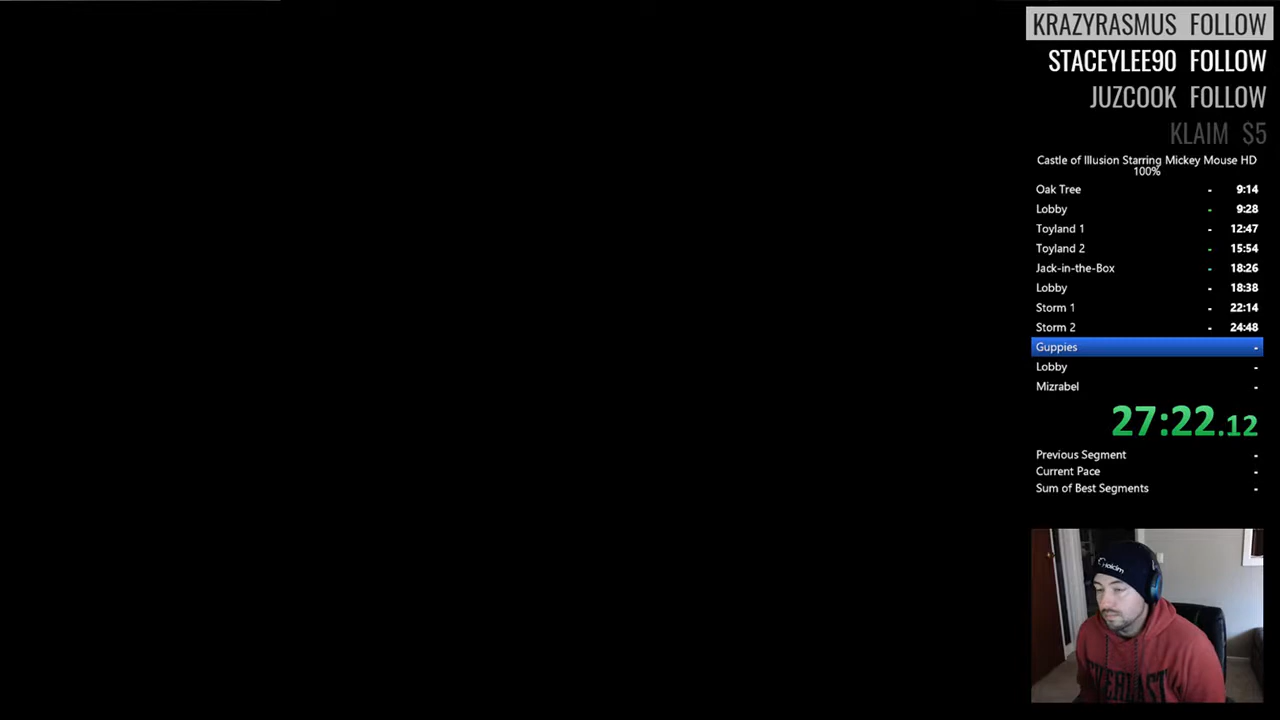 KRAZYRASMUS FOLLOW
STACEYLEE90 FOLLOW
JUZCOOK FOLLOW
KLAIM $5
Castle of Illusion Starring Mickey Mouse HD
100%
Oak Tree - 9:14
Lobby - 9:28
Toyland 1 - 12:47
Toyland 2 - 15:54
Jack-in-the-Box - 18:26
Lobby - 18:38
Storm 1 - 22:14
Storm 2 - 24:48
Guppies -
Lobby -
Mizrabel -
27:22.12
Previous Segment -
Current Pace -
Sum of Best Segments -
Holcim
EVERLAST